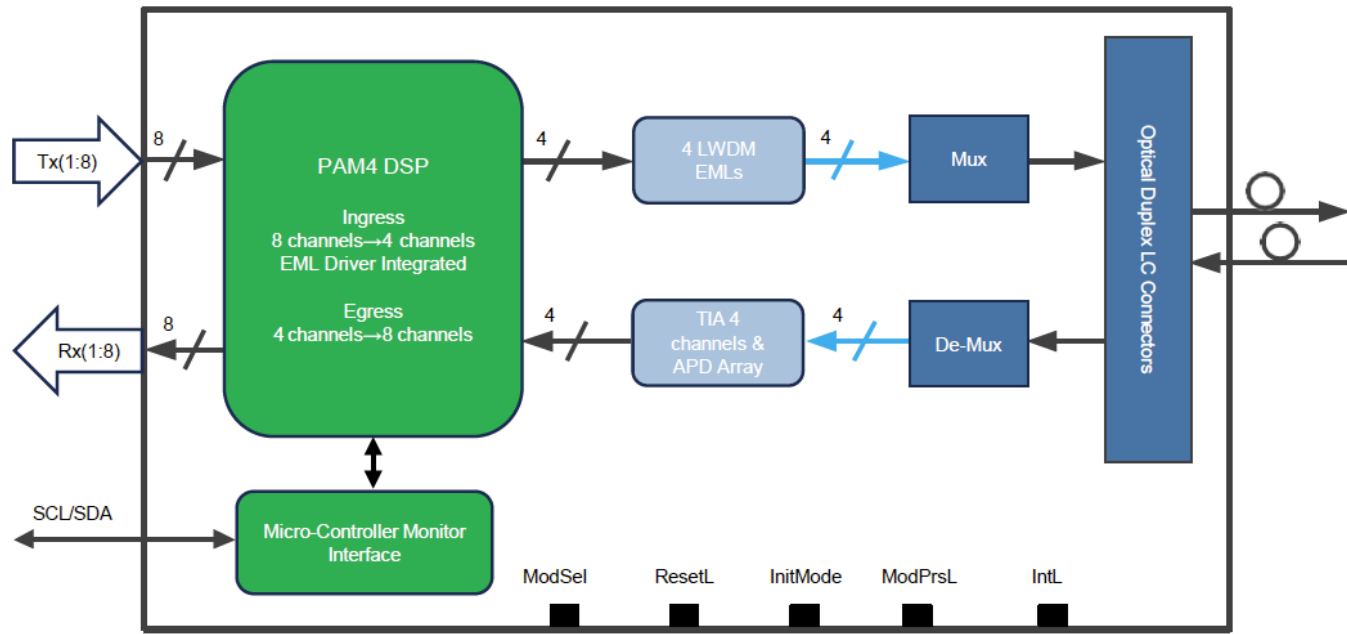 Tx(1:8)
8
PAM4 DSP
Ingress
8 channels→4 channels
EML Driver Integrated
Egress
4 channels→8 channels
4
4 LWDM
EMLs
4
Mux
Optical Duplex LC Connectors
Rx(1:8)
8
4
TIA 4
channels &
APD Array
4
De-Mux
SCL/SDA
Micro-Controller Monitor
Interface
ModSel
ResetL
InitMode
ModPrsL
IntL